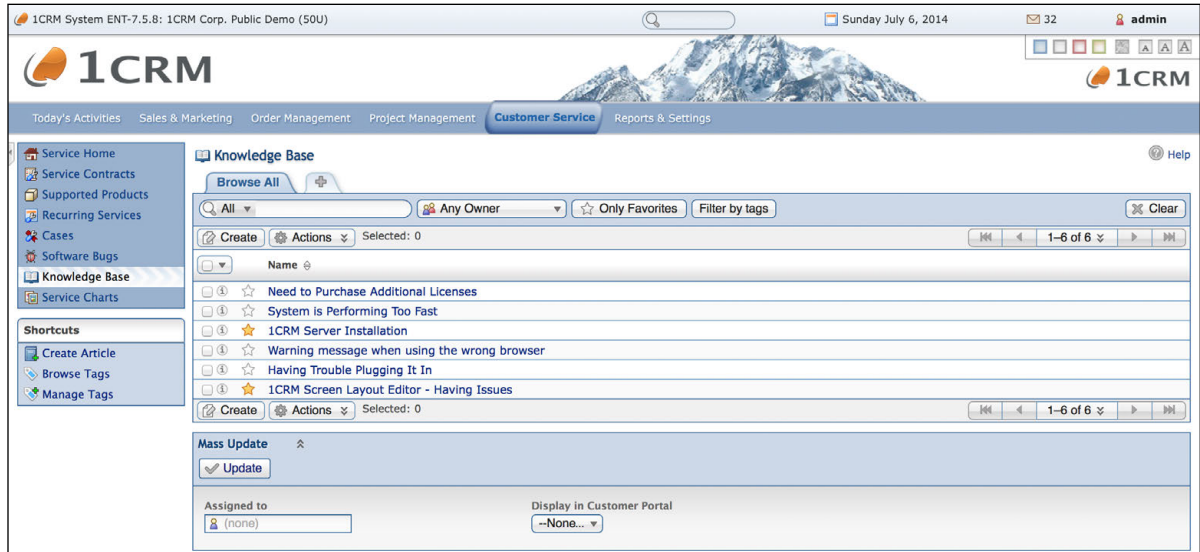 1CRM System ENT-7.5.8: 1CRM Corp. Public Demo (50U)
Sunday July 6, 2014
32
admin
1CRM
A A A
1CRM
Today's Activities Sales & Marketing Order Management Project Management Customer Service Reports & Settings
Service Home
Service Contracts
Supported Products
Recurring Services
Cases
Software Bugs
Knowledge Base
Service Charts
Shortcuts
Create Article
Browse Tags
Manage Tags
Knowledge Base
Help
Browse All
All Any Owner Only Favorites Filter by tags Clear
Create Actions Selected: 0 1–6 of 6
Name
Need to Purchase Additional Licenses
System is Performing Too Fast
1CRM Server Installation
Warning message when using the wrong browser
Having Trouble Plugging It In
1CRM Screen Layout Editor - Having Issues
Create Actions Selected: 0 1–6 of 6
Mass Update
Update
Assigned to Display in Customer Portal
(none) --None...